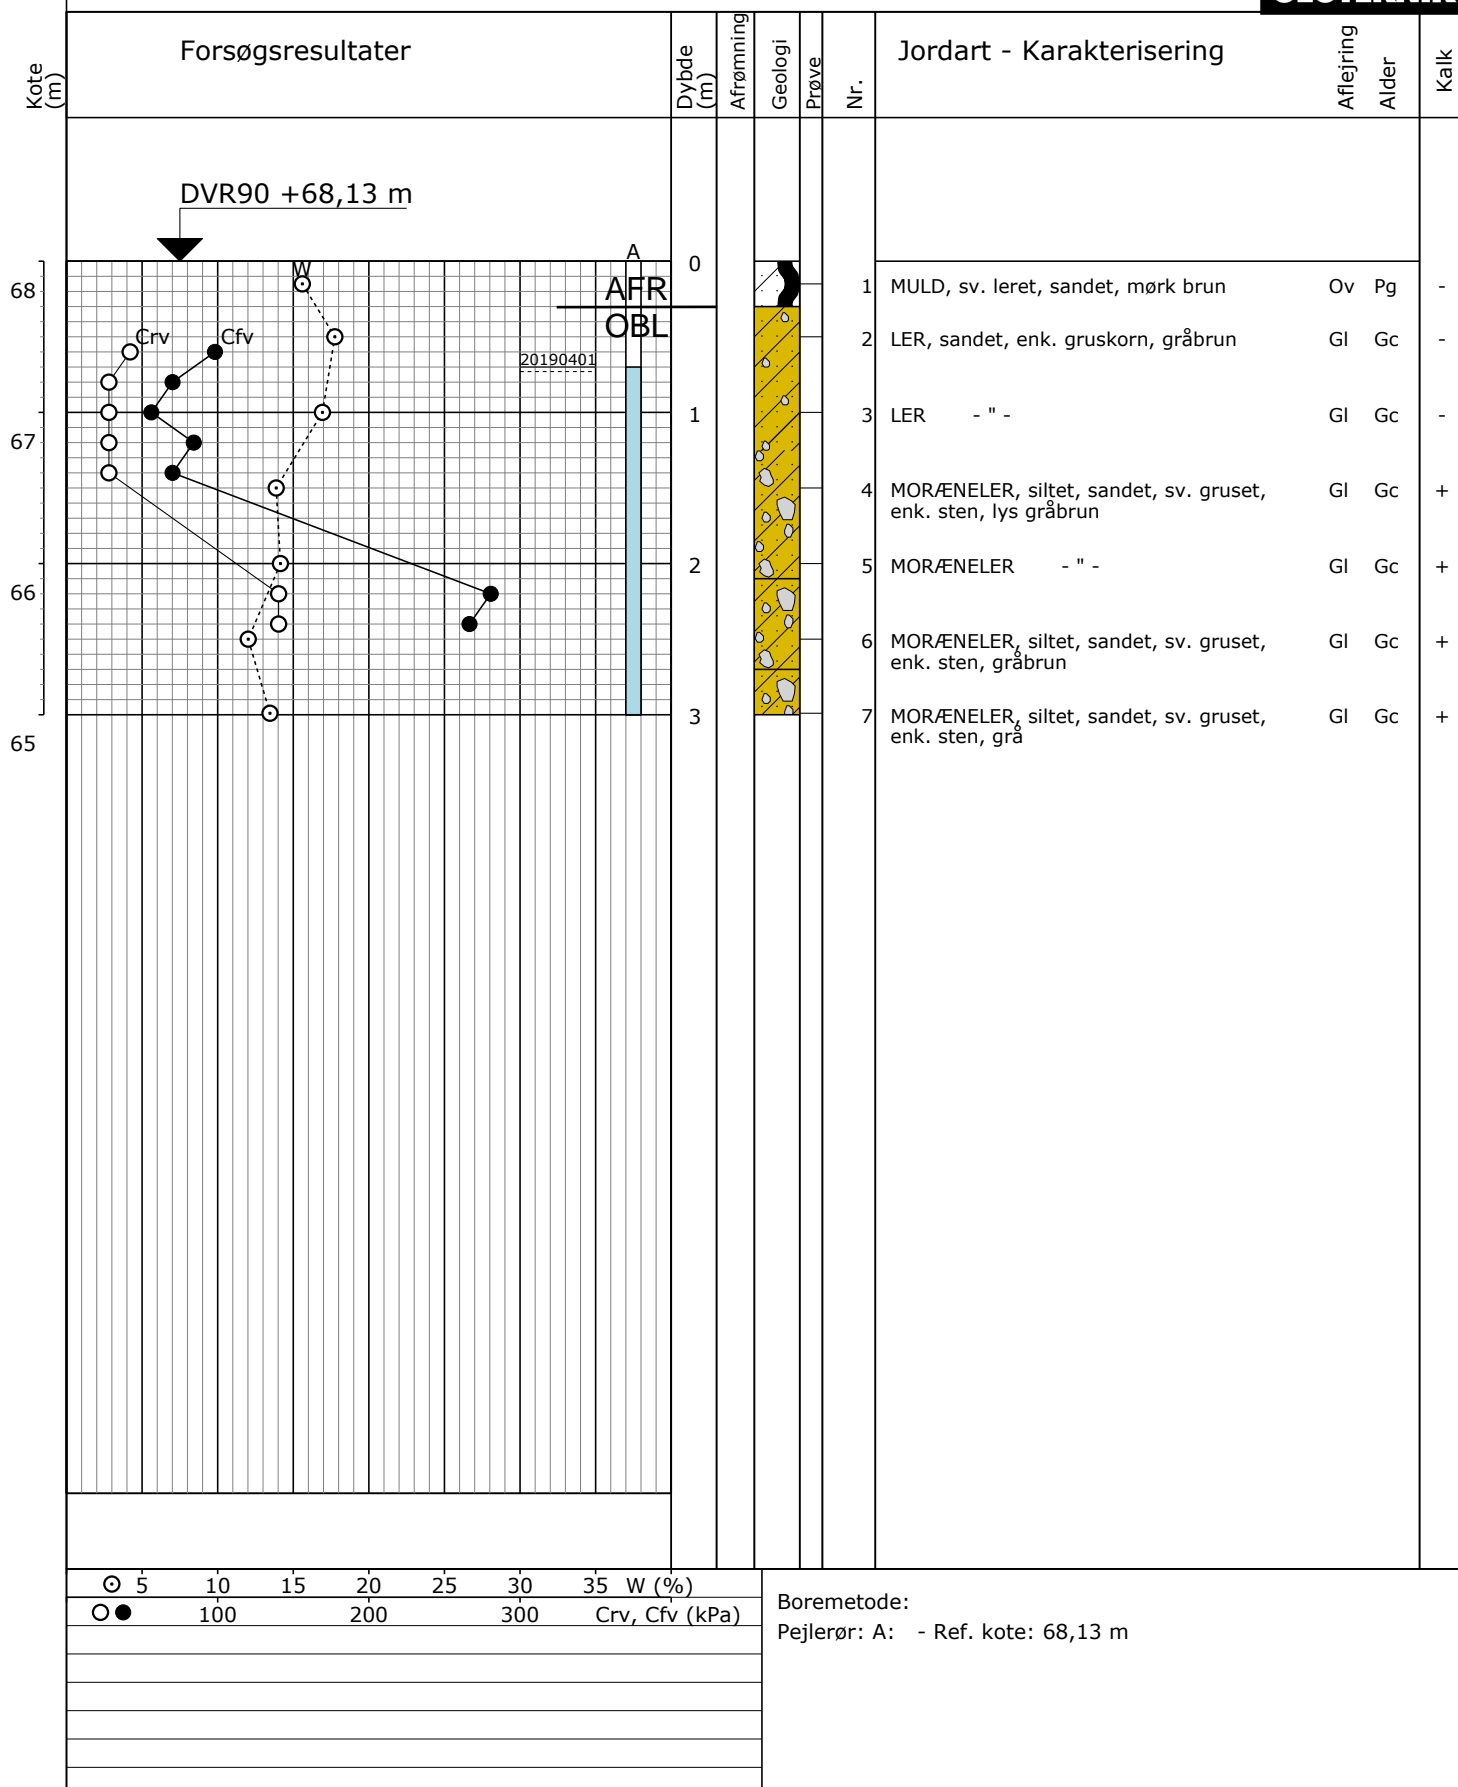 Kote (m)
Forsøgsresultater
Dybde (m)
Afrømning
Geologi
Prøve
Nr.
Jordart - Karakterisering
Aflejring
Alder
Kalk
DVR90 +68,13 m
A
W
0
AFR
68
1 MULD, sv. leret, sandet, mørk brun Ov Pg -
OBL
Crv Cfv
2 LER, sandet, enk. gruskorn, gråbrun Gl Gc -
20190401
1
3 LER - " - Gl Gc -
67
4 MORÆNELER, siltet, sandet, sv. gruset, Gl Gc +
enk. sten, lys gråbrun
2
5 MORÆNELER - " - Gl Gc +
66
6 MORÆNELER, siltet, sandet, sv. gruset, Gl Gc +
enk. sten, gråbrun
3
7 MORÆNELER, siltet, sandet, sv. gruset, Gl Gc +
enk. sten, grå
65
5 10 15 20 25 30 35 W (%)
100 200 300 Crv, Cfv (kPa)
Boremetode:
Pejlerør: A: - Ref. kote: 68,13 m